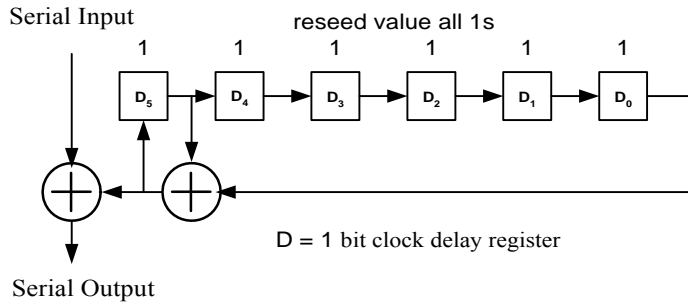 Serial Input
reseed value all 1s
1 1 1 1 1 1
D₅ D₄ D₃ D₂ D₁ D₀
D = 1 bit clock delay register
Serial Output